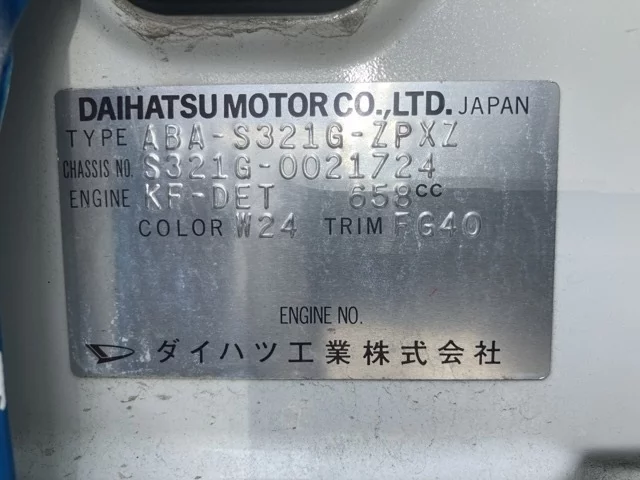 DAIHATSU MOTOR CO.,LTD. JAPAN
TYPE ABA-S321G-ZPXZ
CHASSIS NO. S321G-0021724
ENGINE KF-DET 658CC
COLOR W24 TRIM FG40
ENGINE NO.
ダイハツ工業株式会社